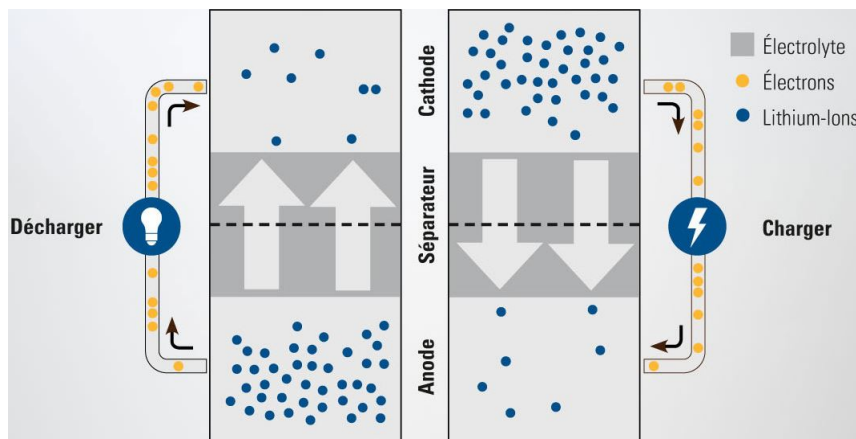 Électrolyte
Électrons
Lithium-Ions
Cathode
Séparateur
Anode
Décharger
Charger